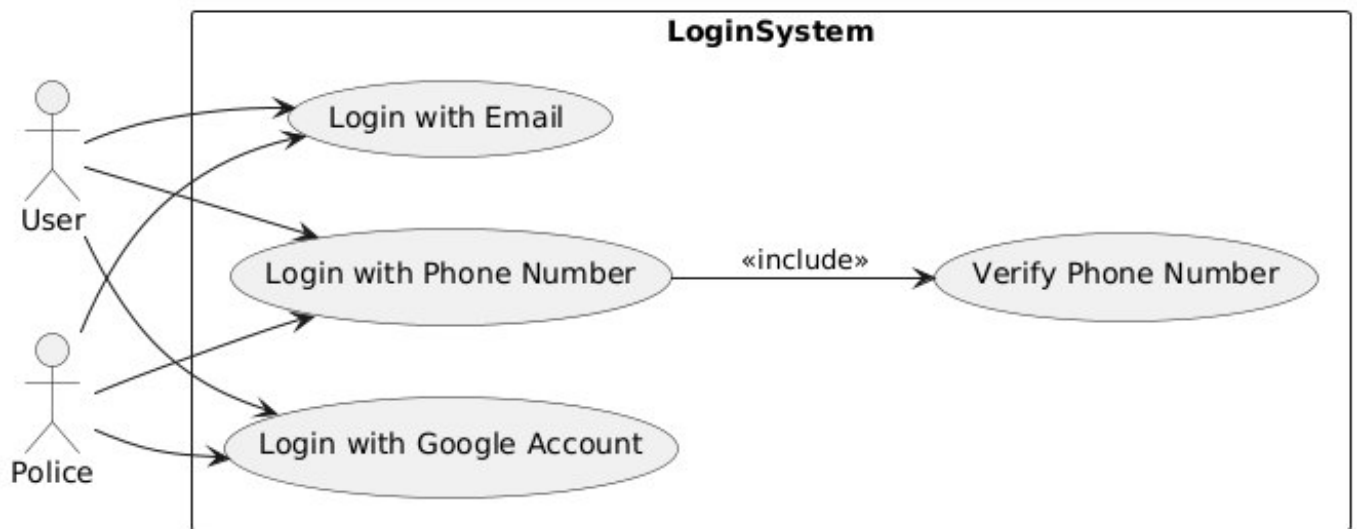 LoginSystem
Login with Email
User
Login with Phone Number
«include»
Verify Phone Number
Login with Google Account
Police